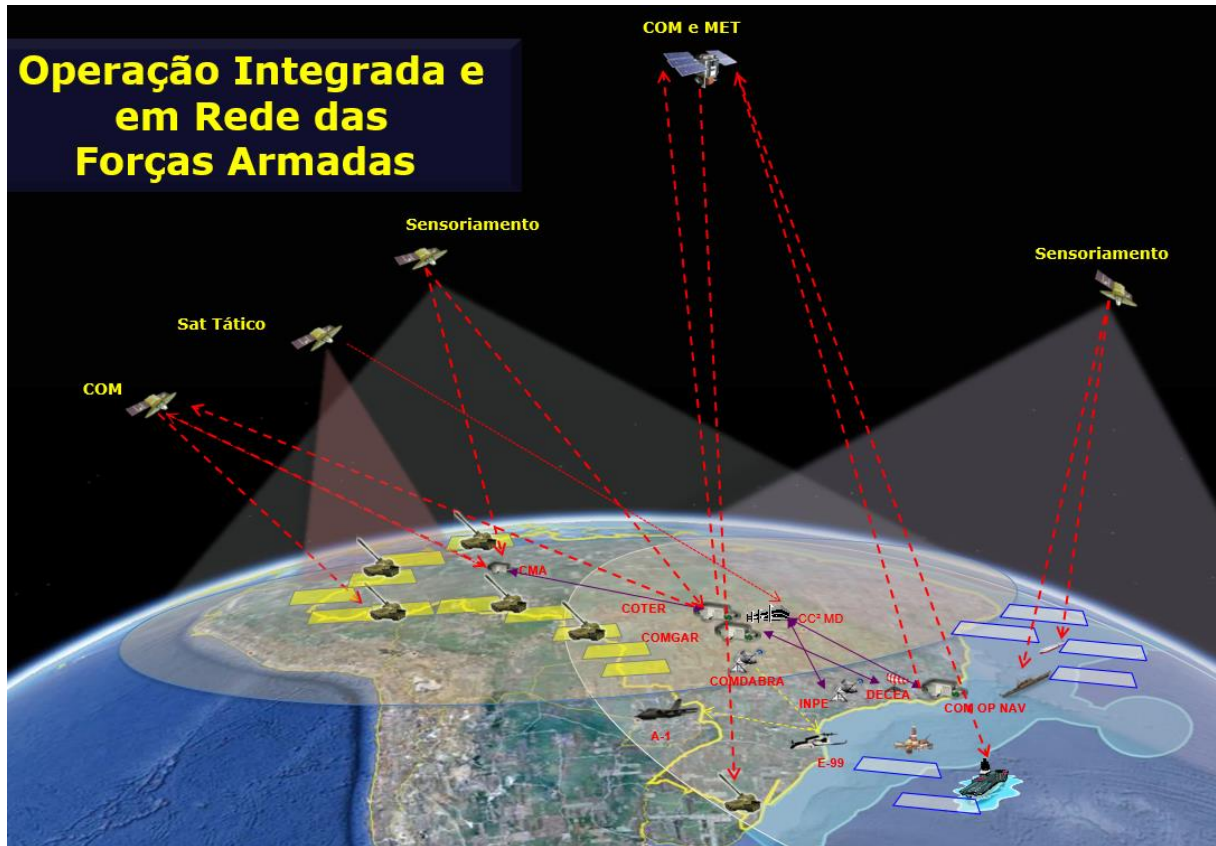 Operação Integrada e
em Rede das
Forças Armadas
COM e MET
Sensoriamento
Sensoriamento
Sat Tático
COM
CMA
COTER
CC² MD
COMGAR
COMDABRA
INPE
DECEA
COM OP NAV
A-1
E-99